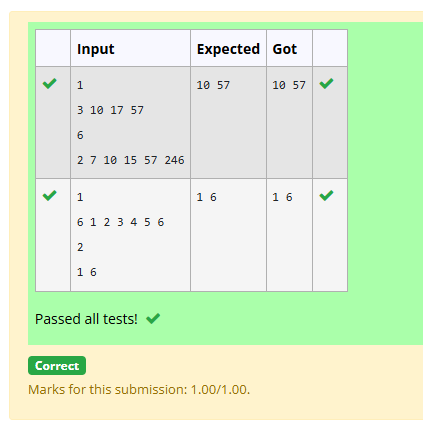 Input Expected Got
1 10 57 10 57
3 10 17 57
6
2 7 10 15 57 246
1 1 6 1 6
6 1 2 3 4 5 6
2
1 6
Passed all tests!
Correct
Marks for this submission: 1.00/1.00.